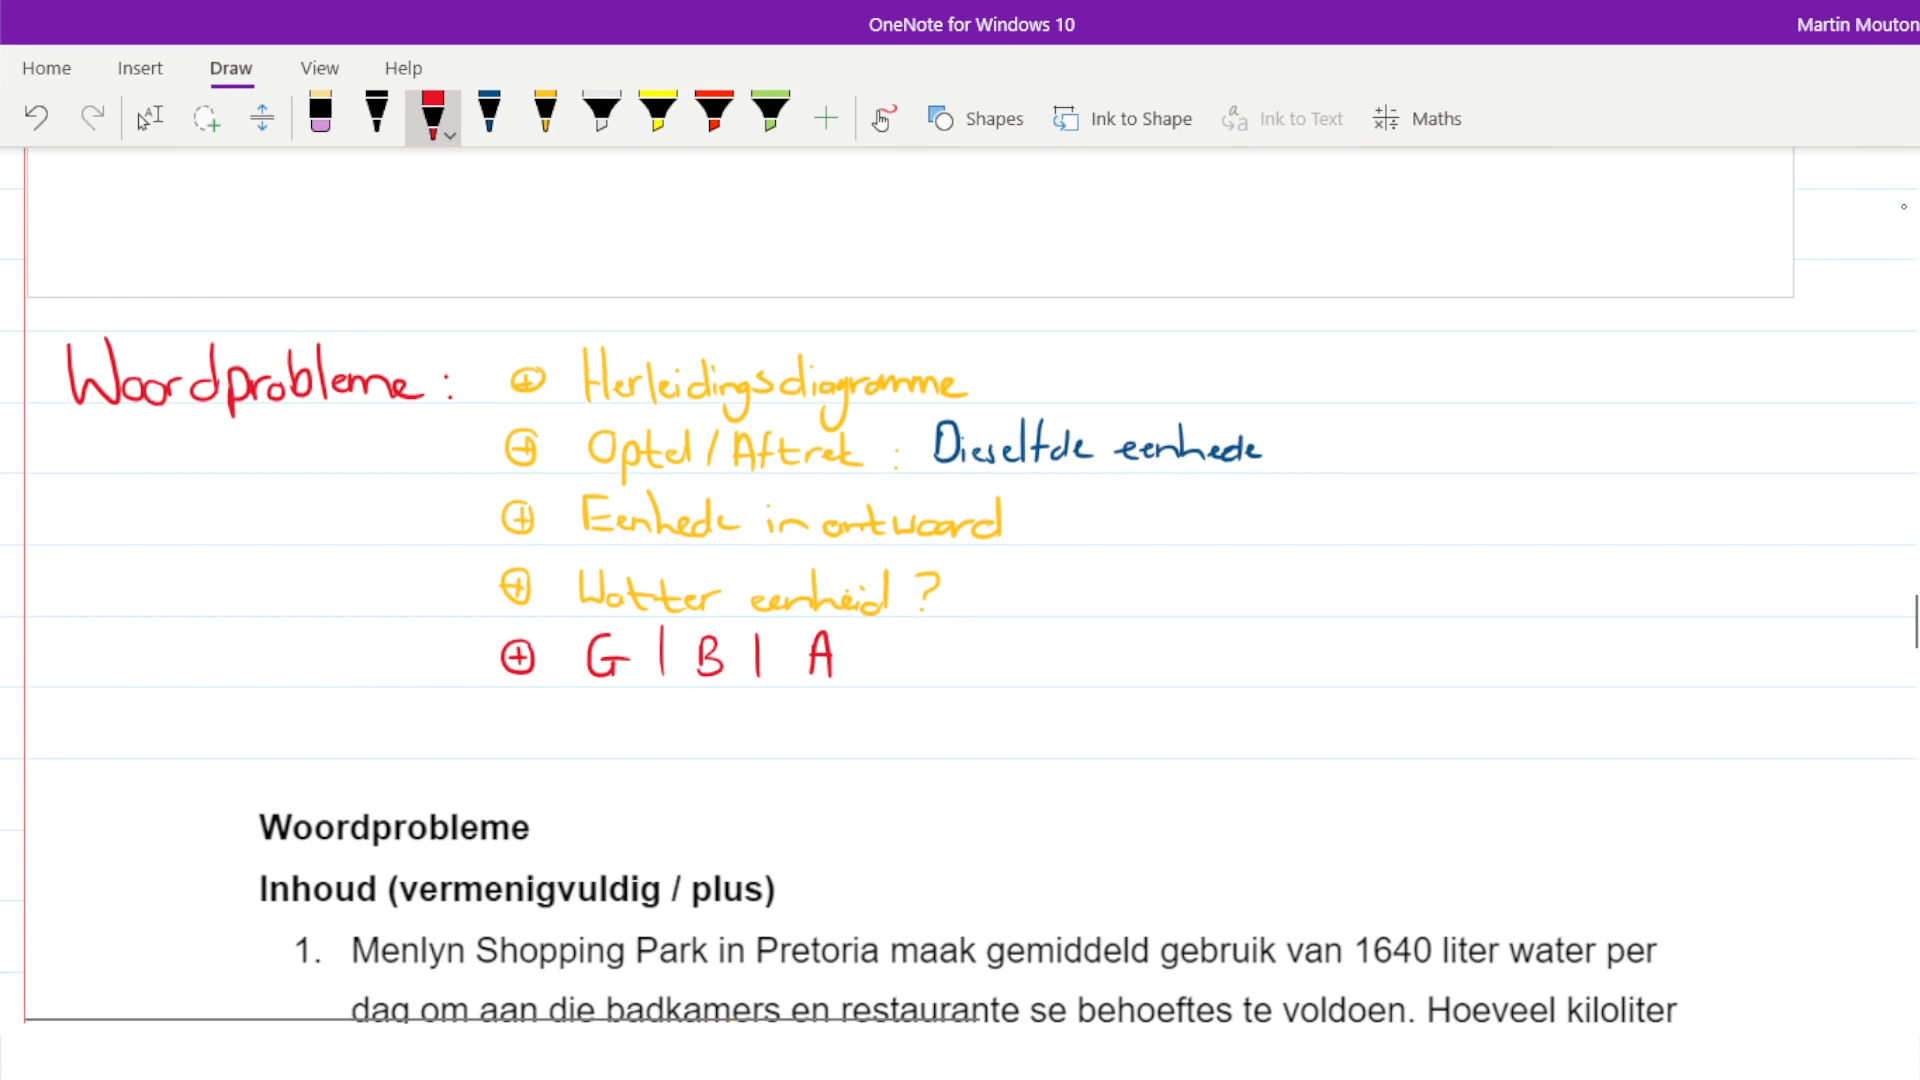 OneNote for Windows 10
Martin Mouton
Home Insert Draw View Help
Shapes Ink to Shape Ink to Text Maths
Woordprobleme :
Herleidingsdiagramme
Optel / Aftrek : Dieselfde eenhede
Eenhede in antwoord
Watter eenheid ?
G | B | A
Woordprobleme
Inhoud (vermenigvuldig / plus)
1. Menlyn Shopping Park in Pretoria maak gemiddeld gebruik van 1640 liter water per
dag om aan die badkamers en restaurante se behoeftes te voldoen. Hoeveel kiloliter